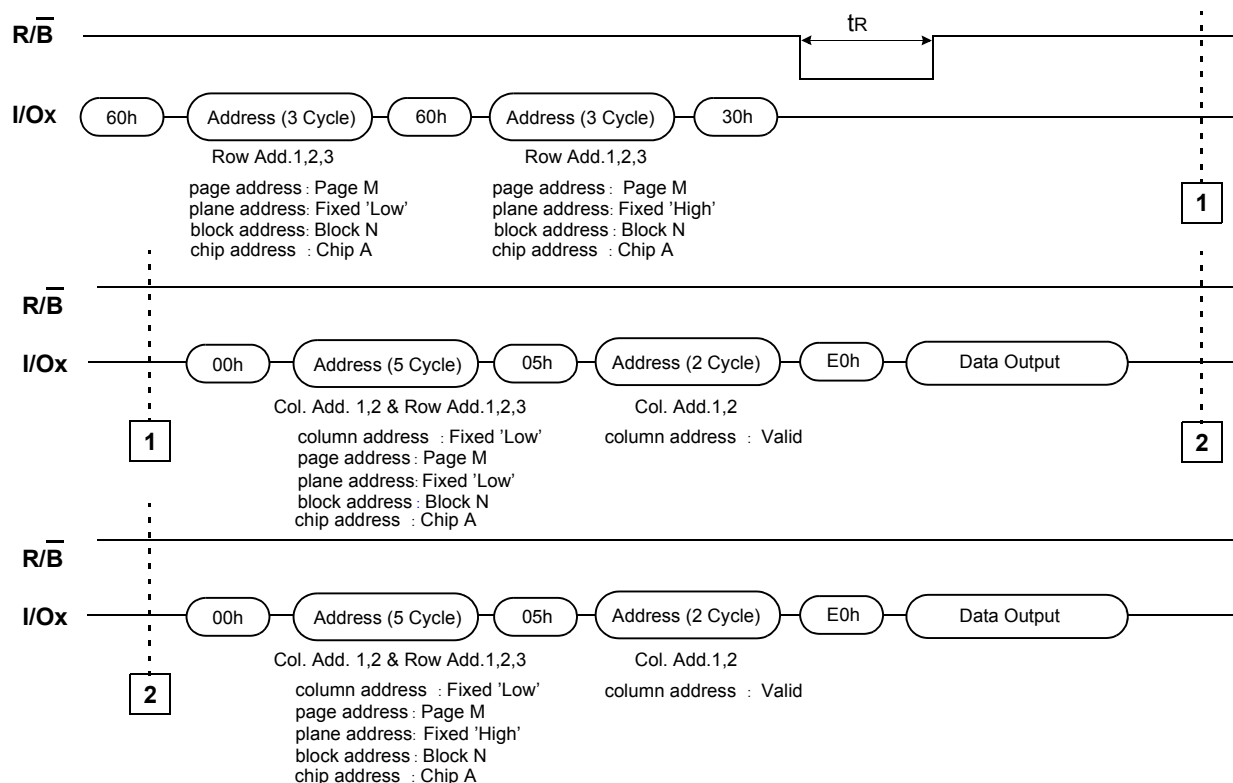 tR
R/B
I/Ox 60h Address (3 Cycle) 60h Address (3 Cycle) 30h
Row Add.1,2,3 Row Add.1,2,3
page address : Page M page address : Page M
plane address: Fixed 'Low' plane address: Fixed 'High'
block address: Block N block address: Block N
chip address : Chip A chip address : Chip A
1
R/B
I/Ox 00h Address (5 Cycle) 05h Address (2 Cycle) E0h Data Output
Col. Add. 1,2 & Row Add.1,2,3 Col. Add.1,2
column address : Fixed 'Low' column address : Valid
page address : Page M
plane address: Fixed 'Low'
block address : Block N
chip address : Chip A
1 2
R/B
I/Ox 00h Address (5 Cycle) 05h Address (2 Cycle) E0h Data Output
Col. Add. 1,2 & Row Add.1,2,3 Col. Add.1,2
column address : Fixed 'Low' column address : Valid
page address : Page M
plane address: Fixed 'High'
block address : Block N
chip address : Chip A
2